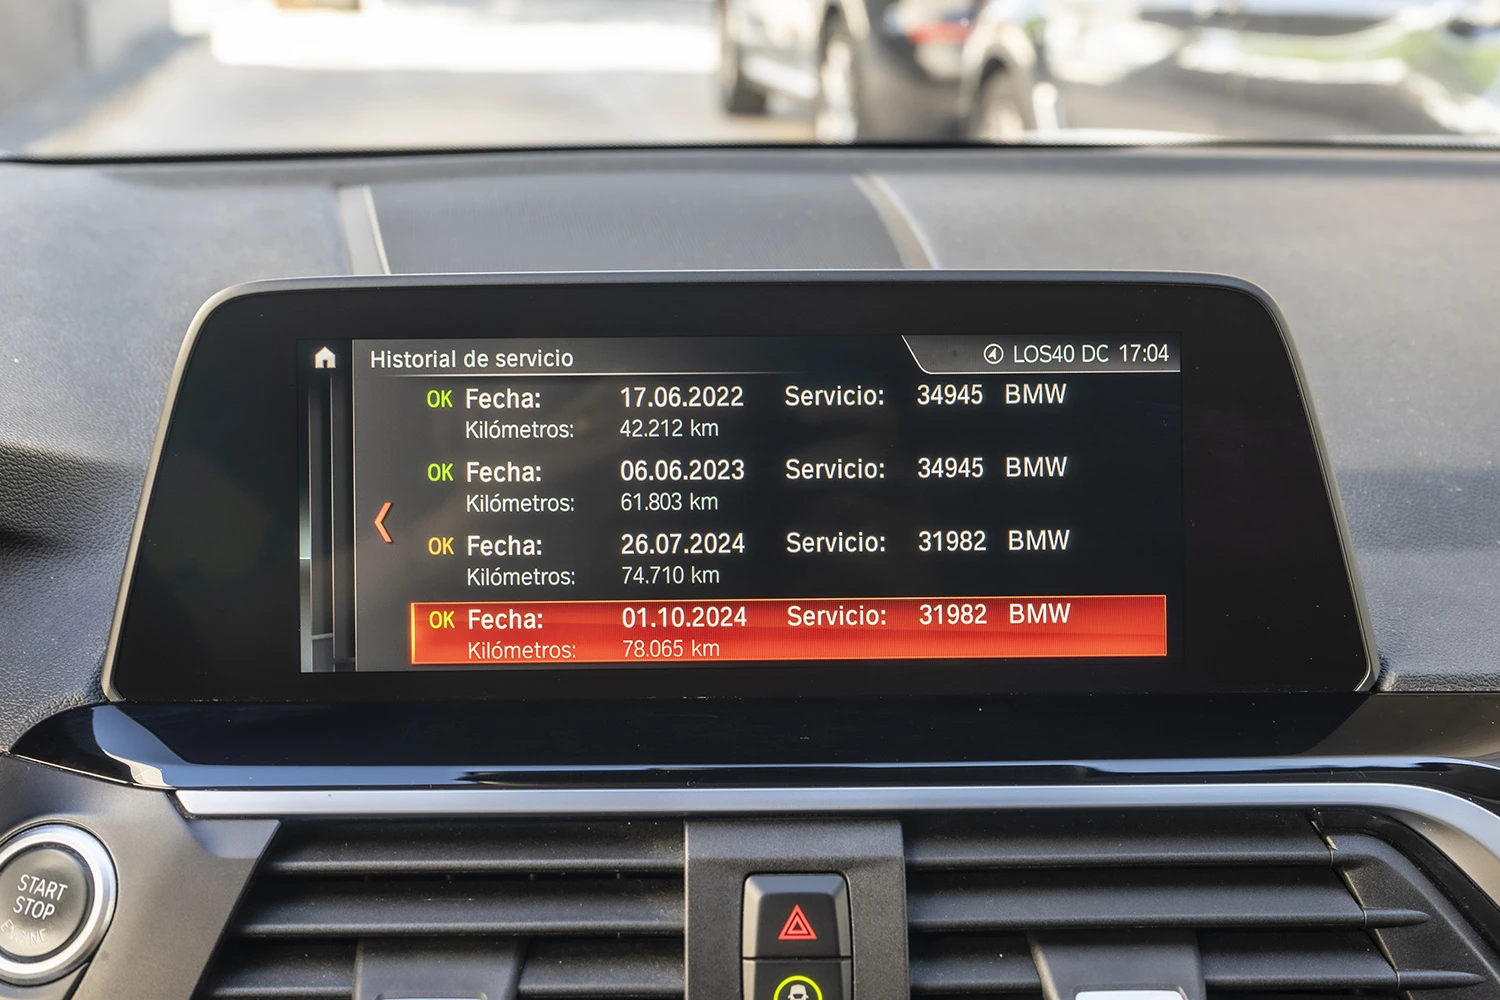 Historial de servicio
LOS40 DC 17:04
OK Fecha: 17.06.2022 Servicio: 34945 BMW
Kilómetros: 42.212 km
OK Fecha: 06.06.2023 Servicio: 34945 BMW
Kilómetros: 61.803 km
OK Fecha: 26.07.2024 Servicio: 31982 BMW
Kilómetros: 74.710 km
OK Fecha: 01.10.2024 Servicio: 31982 BMW
Kilómetros: 78.065 km
START
STOP
ENGINE